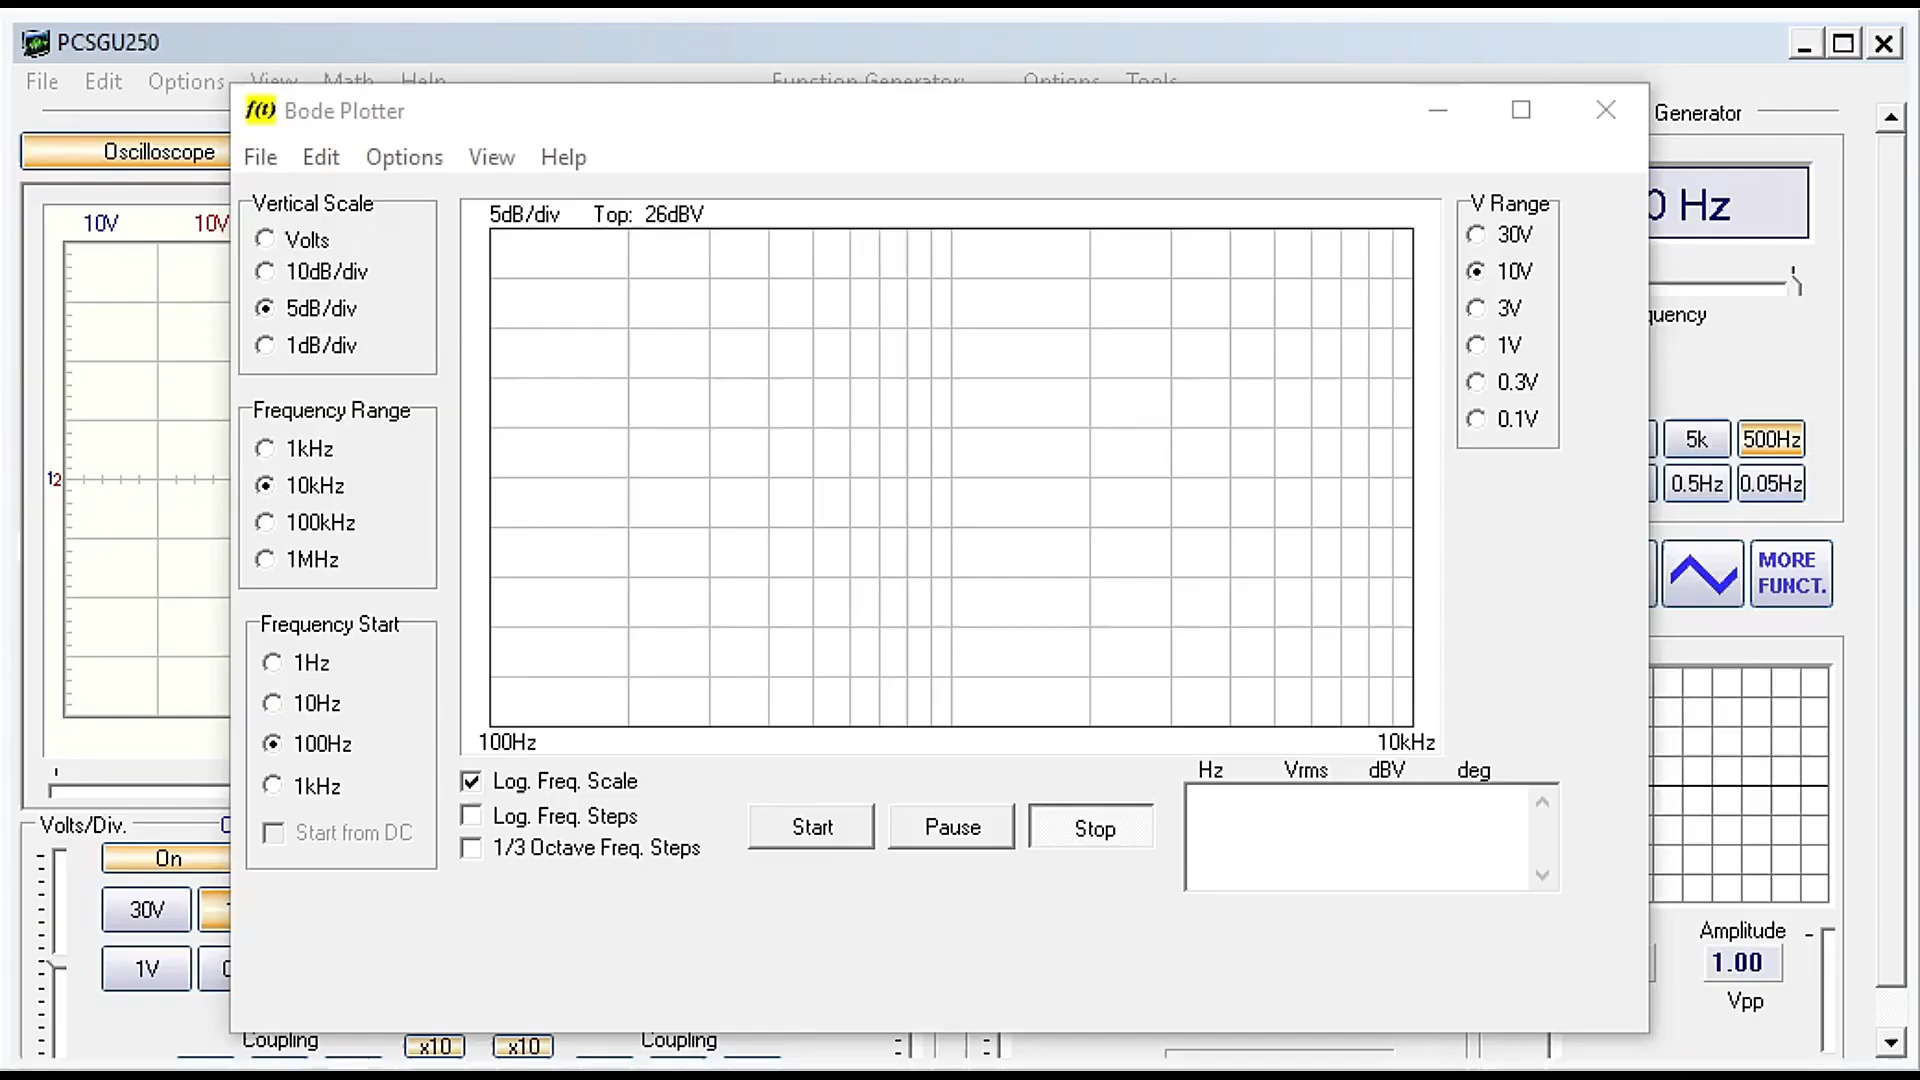 PCSGU250
File Edit Options View Math Help Function Generator: Options Tools
f(t) Bode Plotter
File Edit Options View Help
Generator
Oscilloscope
10V 10V
0 Hz
Vertical Scale
Volts
10dB/div
5dB/div
1dB/div
5dB/div Top: 26dBV
V Range
30V
10V
3V
1V
0.3V
0.1V
Frequency Range
1kHz
10kHz
100kHz
1MHz
12
5k 500Hz
0.5Hz 0.05Hz
MORE
FUNCT.
Frequency Start
1Hz
10Hz
100Hz
1kHz
Start from DC
100Hz 10kHz
Log. Freq. Scale
Log. Freq. Steps
1/3 Octave Freq. Steps
Start Pause Stop
Hz Vrms dBV deg
Volts/Div.
On
30V
1V
Amplitude
1.00
Vpp
Coupling x10 x10 Coupling